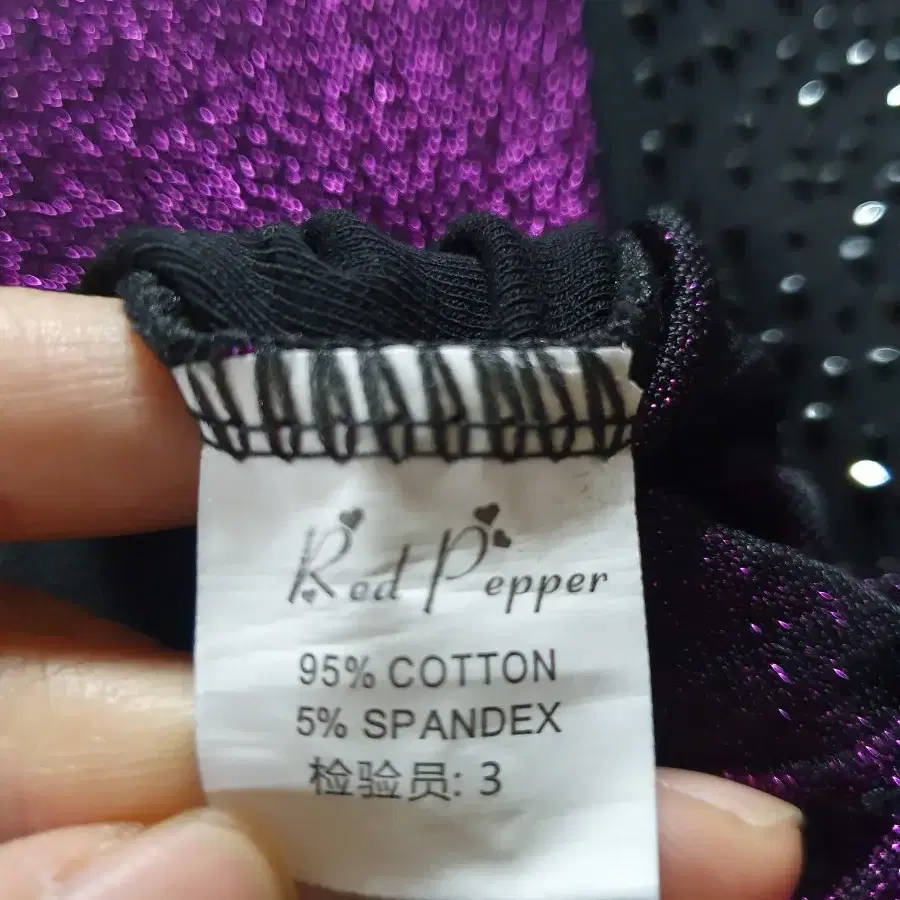 Red Pepper
95% COTTON
5% SPANDEX
检验员: 3